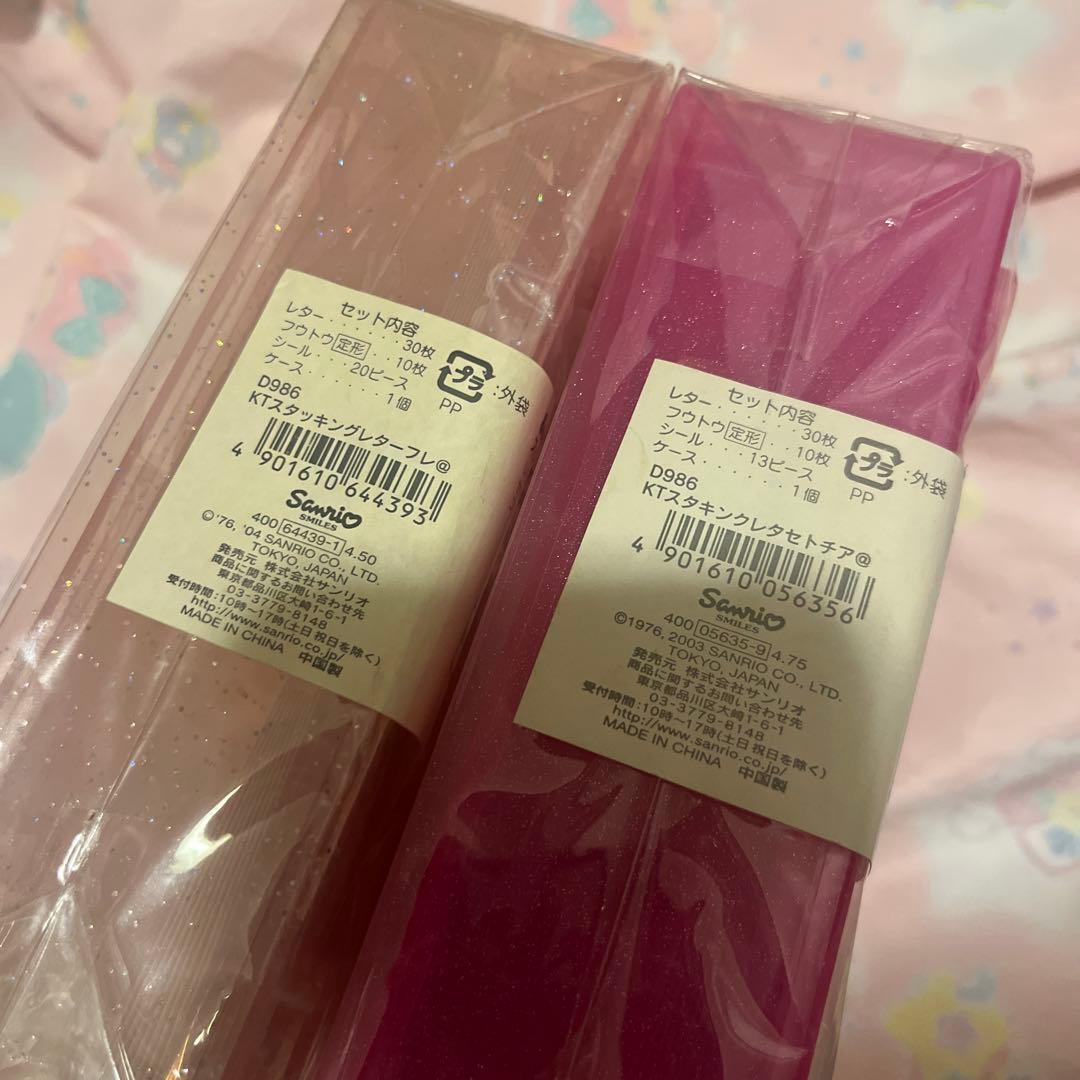 セット内容
レター......30枚
フウトウ[定形]..10枚
シール...20ピース
ケース......1個
プラ :外袋
PP
D986
KTスタッキングレターフレ@
4 901610 644393
Sanrio
SMILES
400 64439-1 4.50
©'76, '04 SANRIO CO., LTD.
TOKYO, JAPAN
発売元 株式会社サンリオ
商品に関するお問い合わせ先
東京都品川区大崎1-6-1
03-3779-8148
受付時間:10時〜17時(土日祝日を除く)
http://www.sanrio.co.jp/
MADE IN CHINA 中国製
セット内容
レター......30枚
フウトウ[定形]..10枚
シール....13ピース
ケース......1個
プラ :外袋
PP
D986
KTスタキンクレタセトチア@
4 901610 056356
Sanrio
SMILES
400 05635-9 4.75
©1976, 2003 SANRIO CO., LTD.
TOKYO, JAPAN
発売元 株式会社サンリオ
商品に関するお問い合わせ先
東京都品川区大崎1-6-1
03-3779-8148
受付時間:10時〜17時(土日祝日を除く)
http://www.sanrio.co.jp/
MADE IN CHINA 中国製